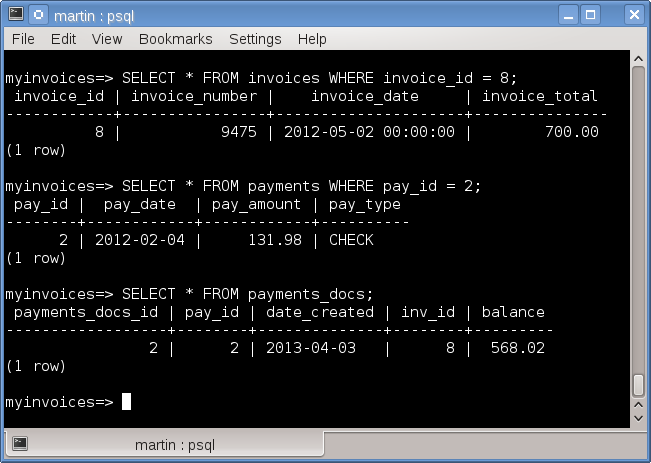 martin : psql
File Edit View Bookmarks Settings Help
myinvoices=> SELECT * FROM invoices WHERE invoice_id = 8;
 invoice_id | invoice_number |    invoice_date     | invoice_total
------------+----------------+---------------------+---------------
          8 |           9475 | 2012-05-02 00:00:00 |        700.00
(1 row)
myinvoices=> SELECT * FROM payments WHERE pay_id = 2;
 pay_id |  pay_date  | pay_amount | pay_type
--------+------------+------------+----------
      2 | 2012-02-04 |     131.98 | CHECK
(1 row)
myinvoices=> SELECT * FROM payments_docs;
 payments_docs_id | pay_id | date_created | inv_id | balance
------------------+--------+--------------+--------+---------
                2 |      2 | 2013-04-03   |      8 |  568.02
(1 row)
myinvoices=>
martin : psql